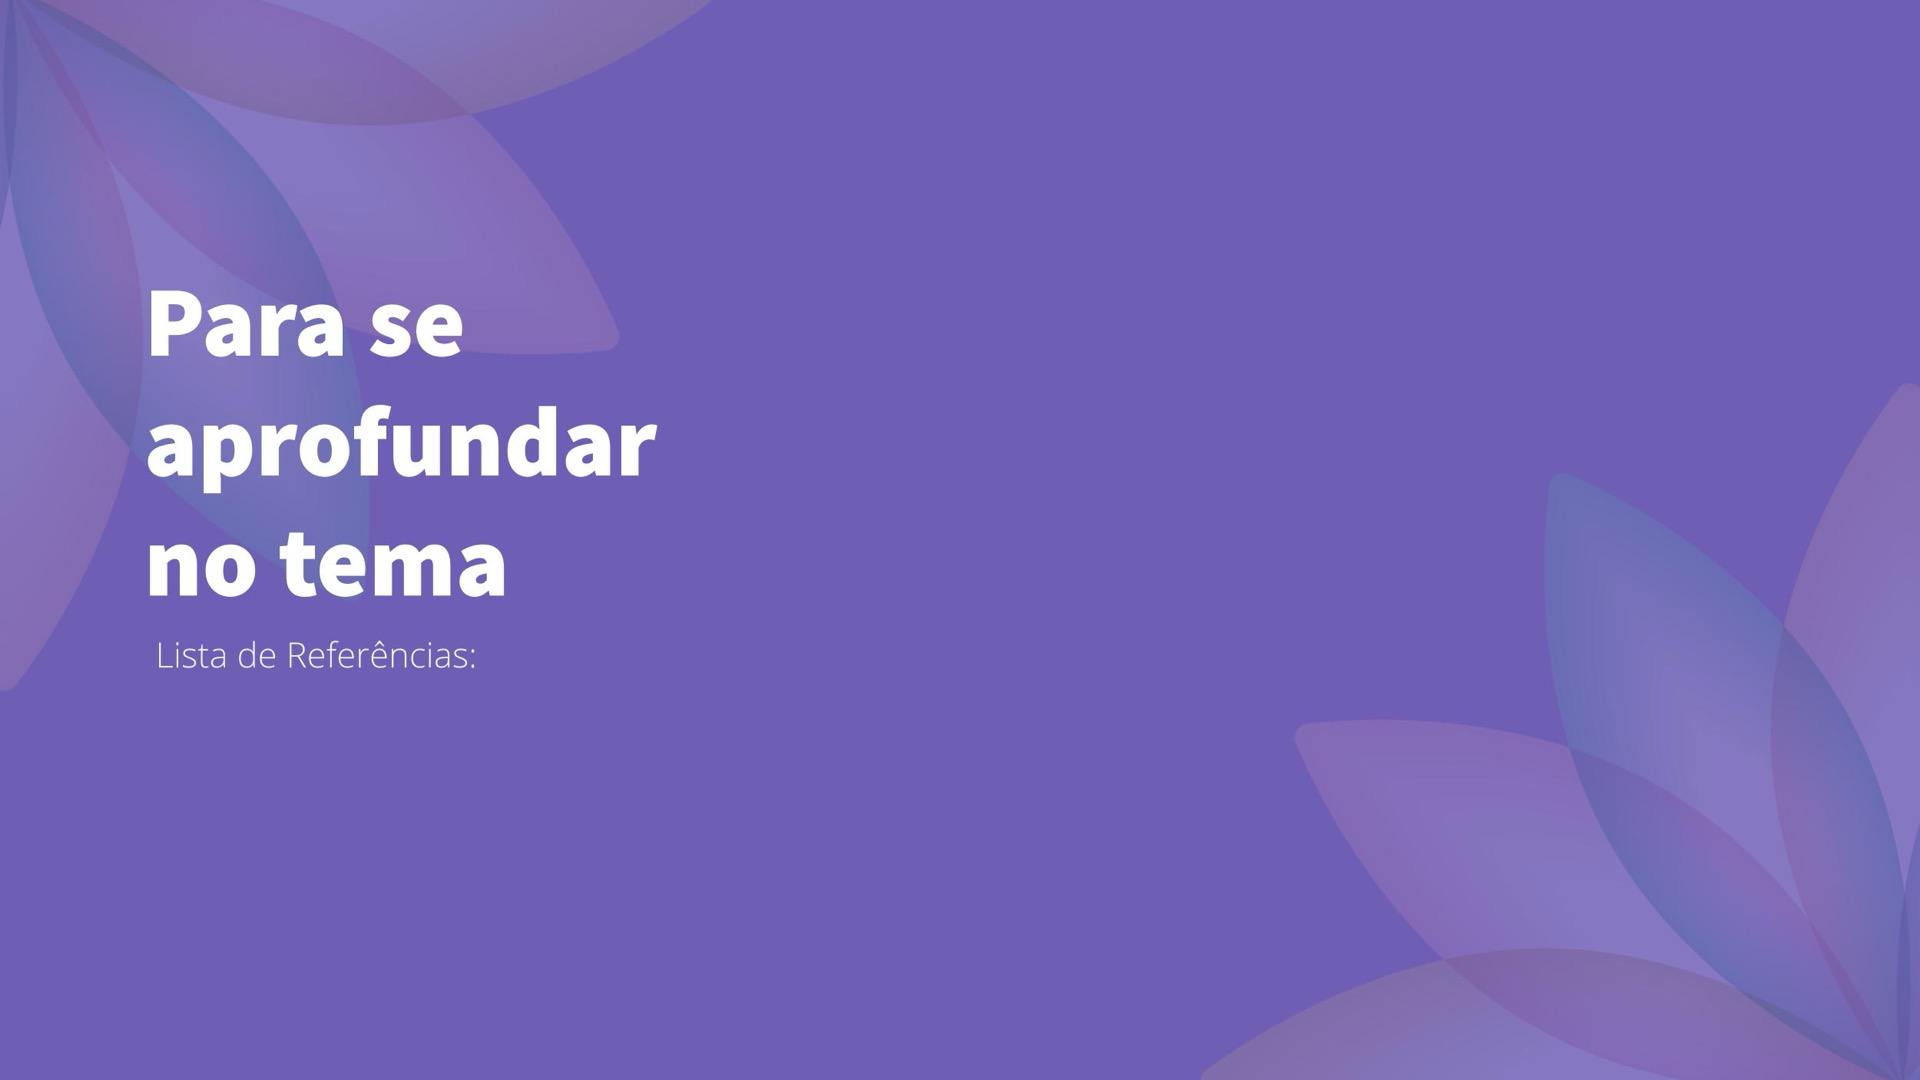 Para se
aprofundar
no tema
Lista de Referências: